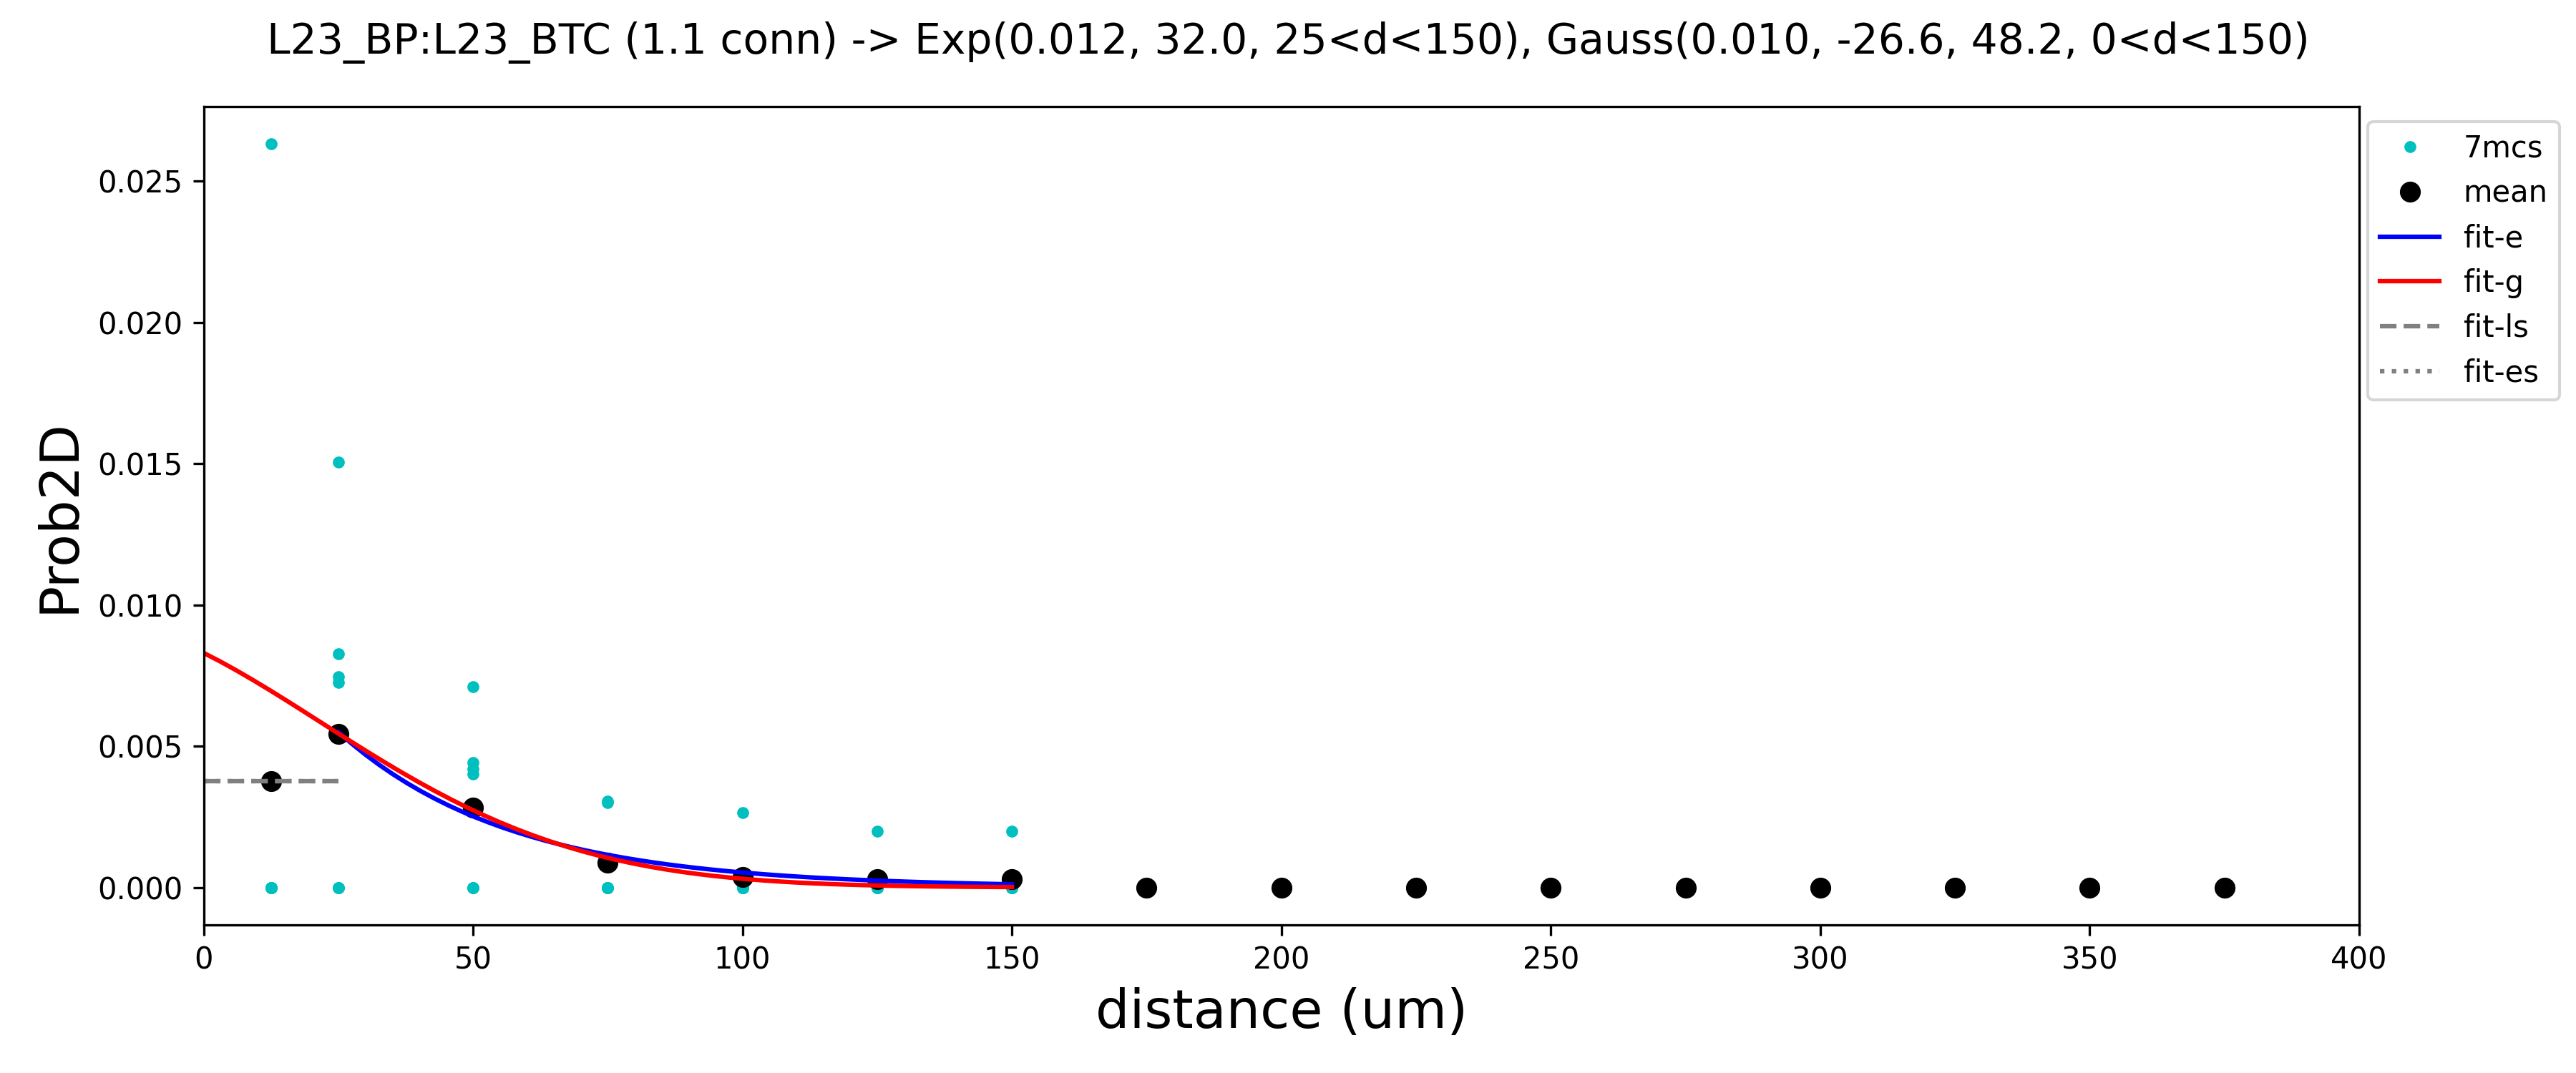 L23_BP:L23_BTC (1.1 conn) -> Exp(0.012, 32.0, 25<d<150), Gauss(0.010, -26.6, 48.2, 0<d<150)
7mcs
mean
fit-e
fit-g
fit-ls
fit-es
Prob2D
0.025
0.020
0.015
0.010
0.005
0.000
0 50 100 150 200 250 300 350 400
distance (um)